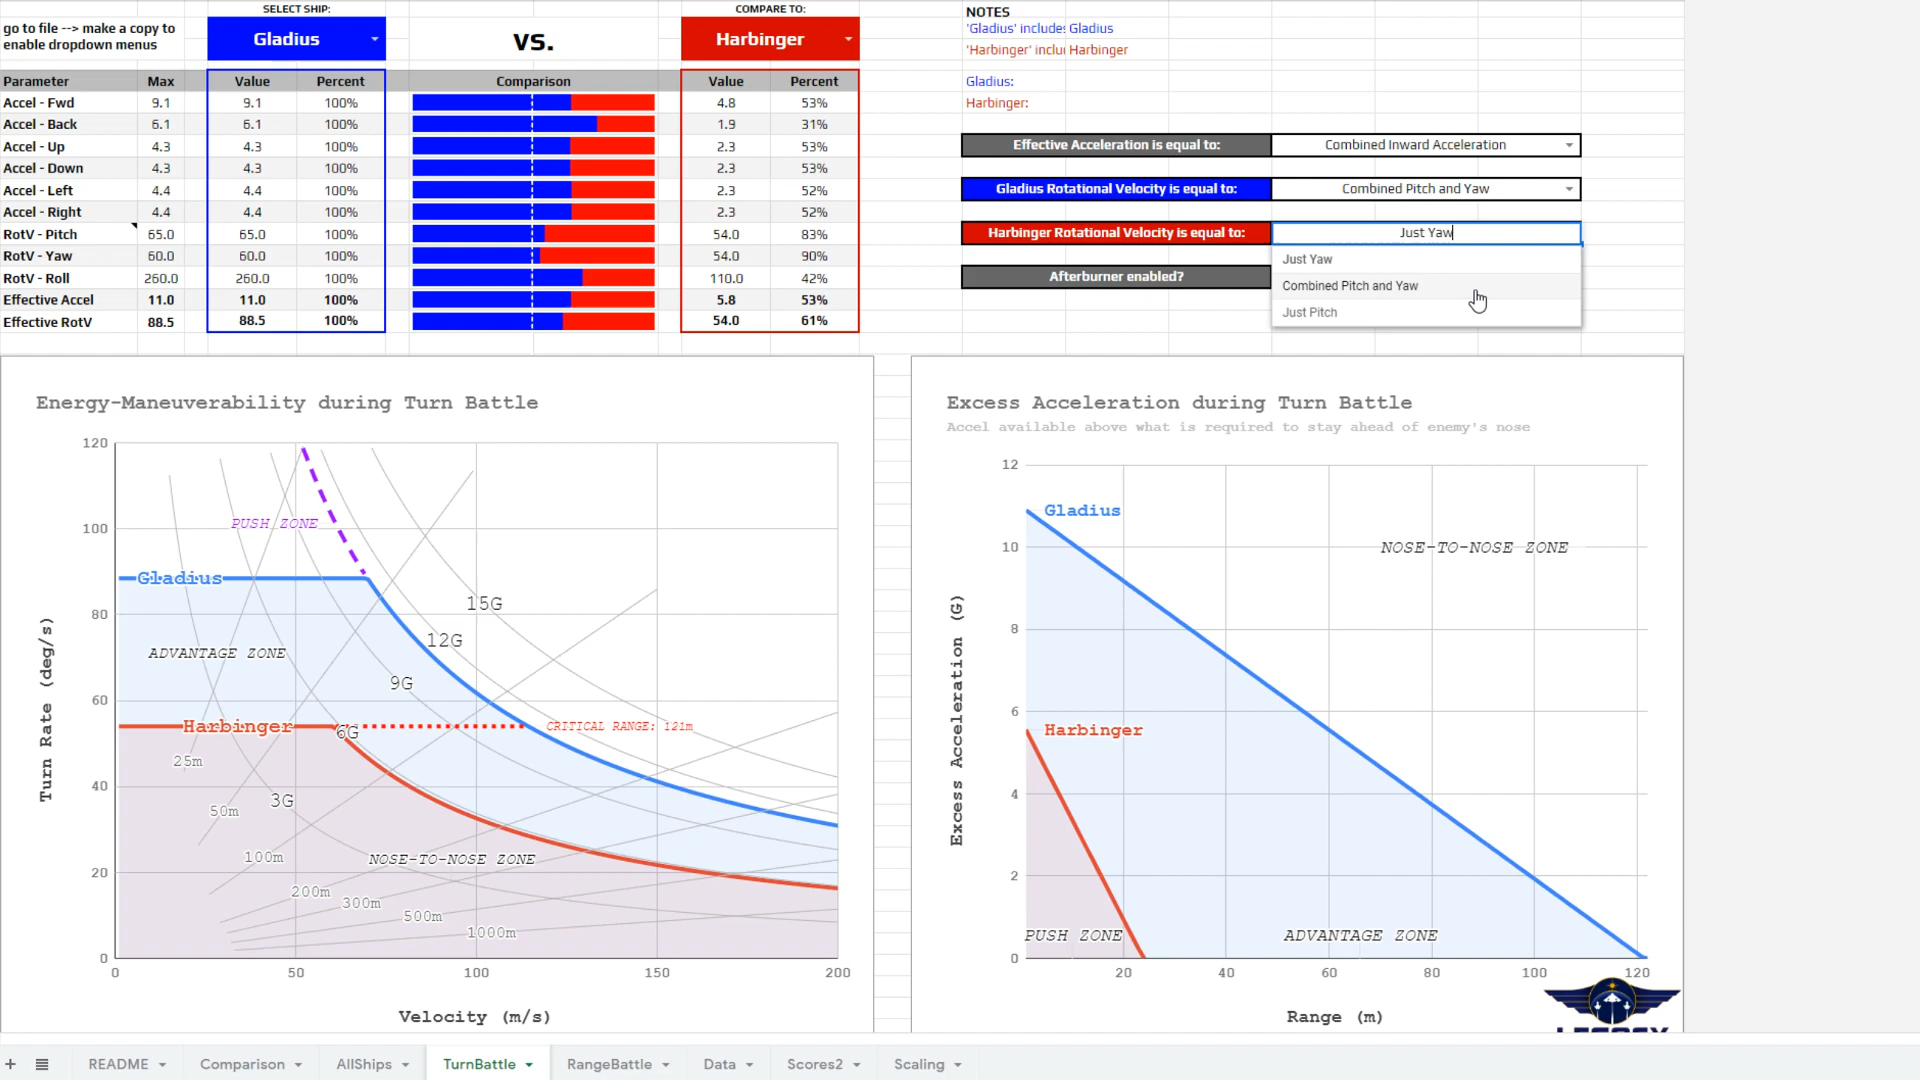 SELECT SHIP:
COMPARE TO:
go to file --> make a copy to
enable dropdown menus
Gladius
VS.
Harbinger
NOTES
'Gladius' includes Gladius
'Harbinger' inclu Harbinger
Gladius:
Harbinger:
Parameter Max Value Percent Comparison Value Percent
Accel - Fwd 9.1 9.1 100% 4.8 53%
Accel - Back 6.1 6.1 100% 1.9 31%
Accel - Up 4.3 4.3 100% 2.3 53%
Accel - Down 4.3 4.3 100% 2.3 53%
Accel - Left 4.4 4.4 100% 2.3 52%
Accel - Right 4.4 4.4 100% 2.3 52%
RotV - Pitch 65.0 65.0 100% 54.0 83%
RotV - Yaw 60.0 60.0 100% 54.0 90%
RotV - Roll 260.0 260.0 100% 110.0 42%
Effective Accel 11.0 11.0 100% 5.8 53%
Effective RotV 88.5 88.5 100% 54.0 61%
Effective Acceleration is equal to: Combined Inward Acceleration
Gladius Rotational Velocity is equal to: Combined Pitch and Yaw
Harbinger Rotational Velocity is equal to: Just Yaw
Afterburner enabled?
Just Yaw
Combined Pitch and Yaw
Just Pitch
Energy-Maneuverability during Turn Battle
120
100
80
60
40
20
0
0 50 100 150 200
Turn Rate (deg/s)
Velocity (m/s)
PUSH ZONE
Gladius
15G
12G
ADVANTAGE ZONE
9G
Harbinger
6G
CRITICAL RANGE: 121m
25m
3G
50m
100m
NOSE-TO-NOSE ZONE
200m
300m
500m
1000m
Excess Acceleration during Turn Battle
Accel available above what is required to stay ahead of enemy's nose
12
10
8
6
4
2
0
20 40 60 80 100 120
Excess Acceleration (G)
Range (m)
Gladius
NOSE-TO-NOSE ZONE
Harbinger
PUSH ZONE
ADVANTAGE ZONE
LEGACY
README Comparison AllShips TurnBattle RangeBattle Data Scores2 Scaling